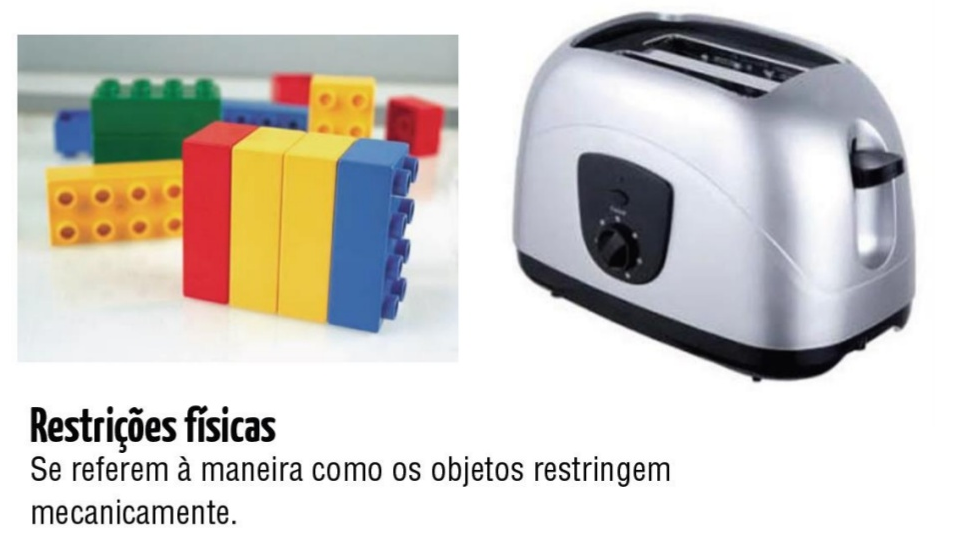 Restrições físicas
Se referem à maneira como os objetos restringem
mecanicamente.